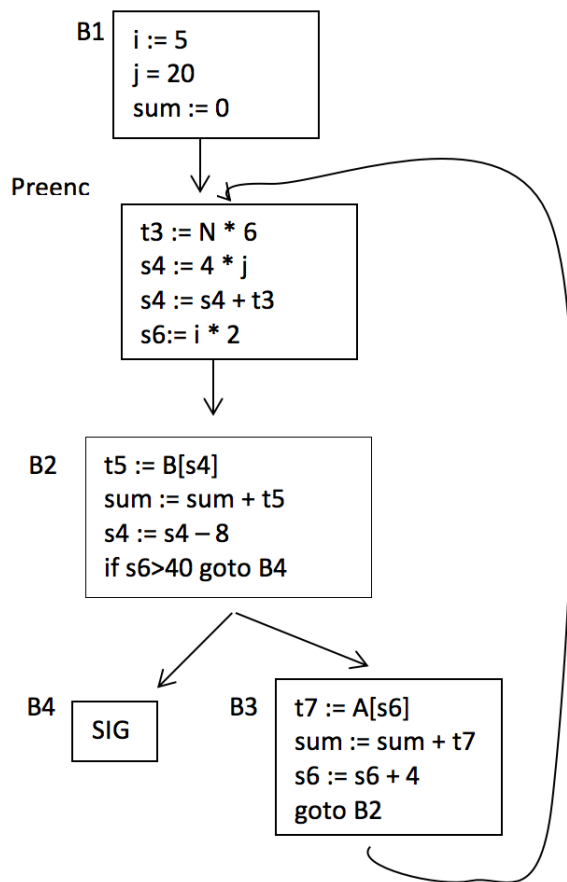 B1
i := 5
j = 20
sum := 0
Preenc
t3 := N * 6
s4 := 4 * j
s4 := s4 + t3
s6:= i * 2
B2
t5 := B[s4]
sum := sum + t5
s4 := s4 – 8
if s6>40 goto B4
B4
SIG
B3
t7 := A[s6]
sum := sum + t7
s6 := s6 + 4
goto B2